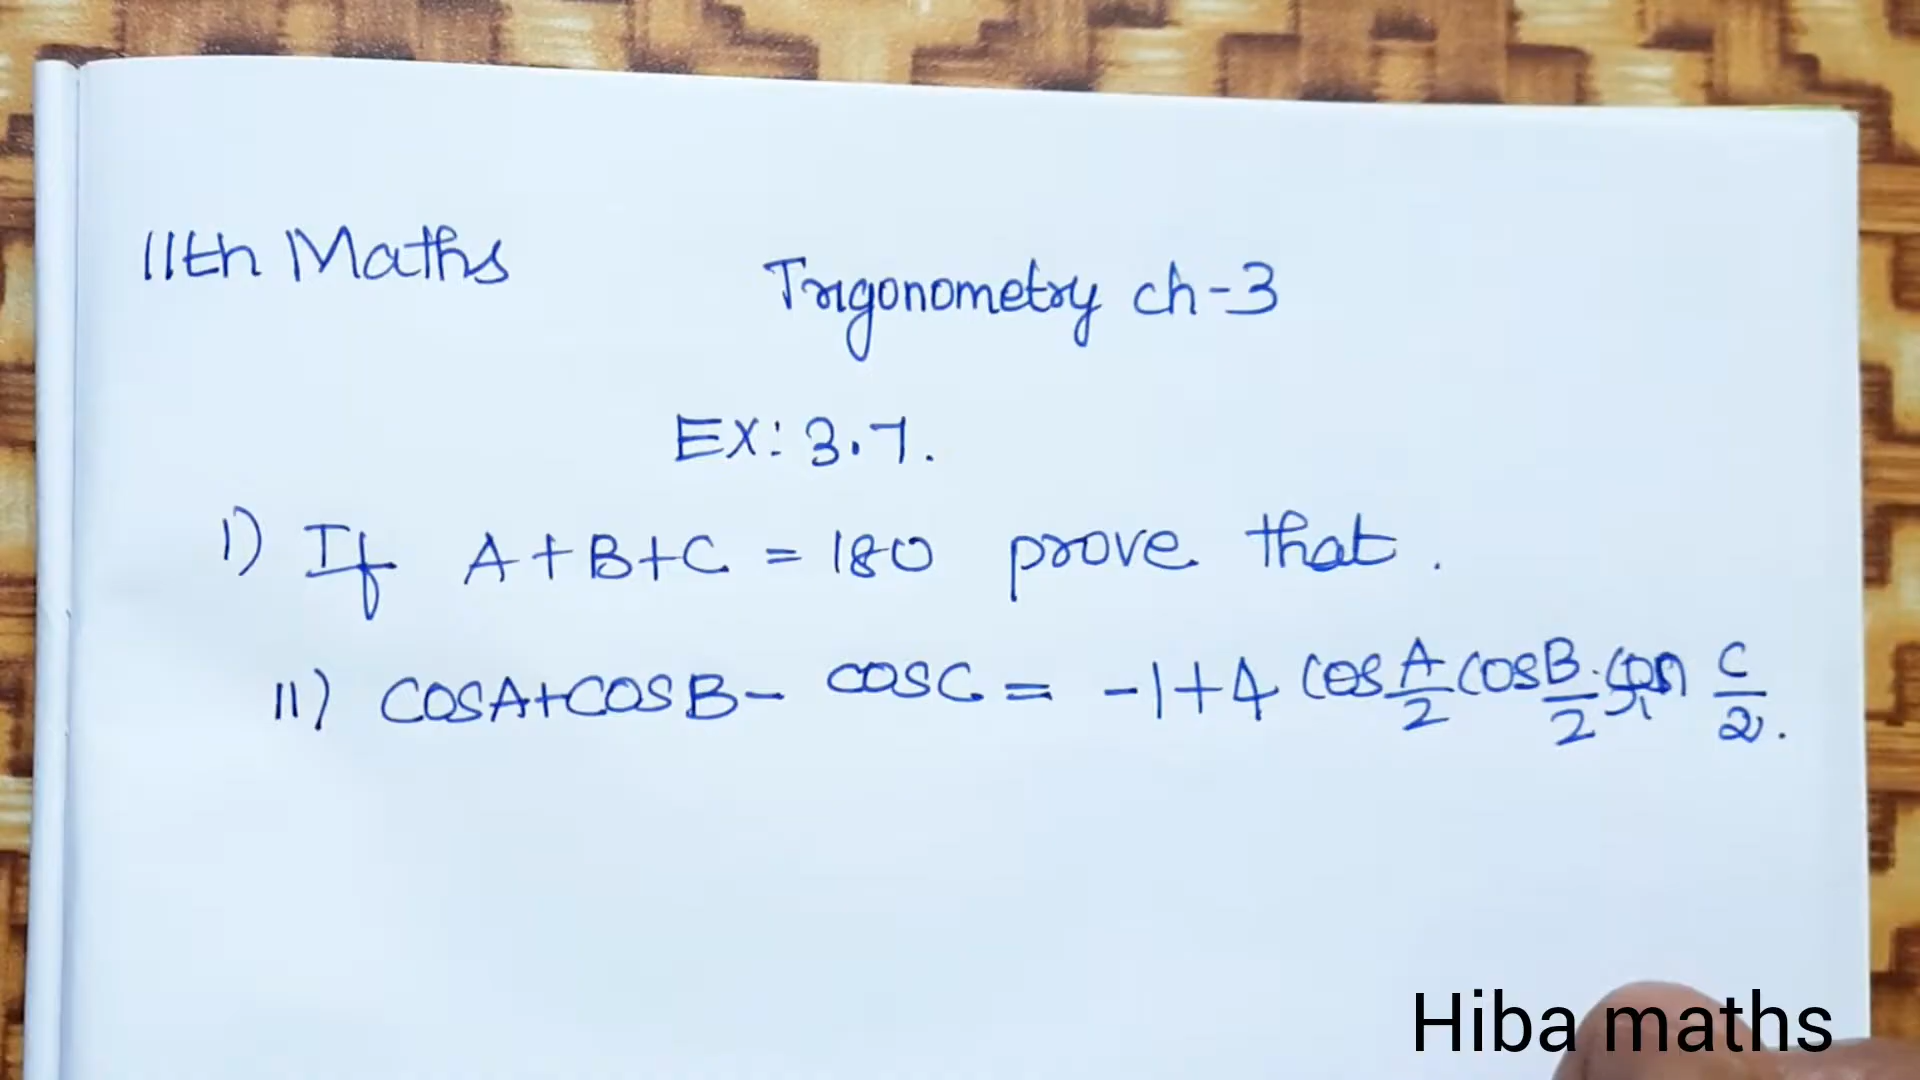 11th Maths
Trigonometry ch-3
EX: 3.7.
1) If A+B+C = 180 prove that.
11) COSA+COSB- COSC = -1+4 COS A/2 COS B/2 . sin C/2.
Hiba maths